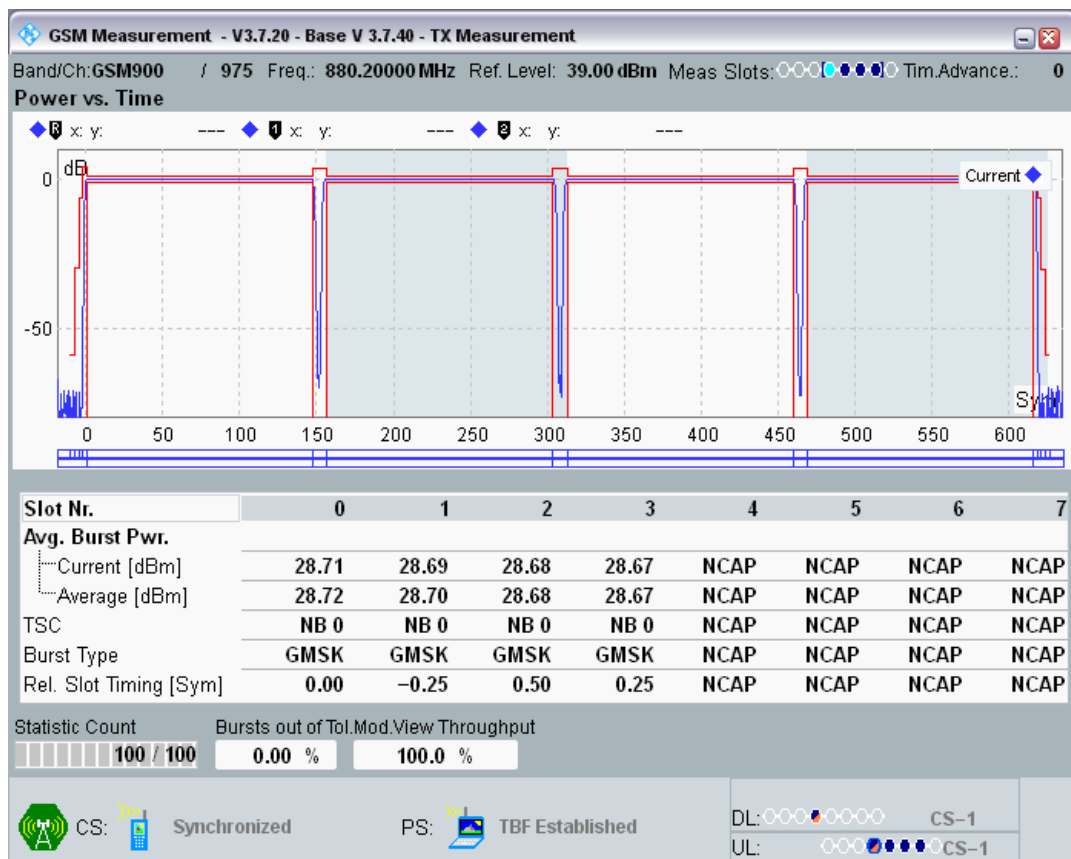 GSM Measurement - V3.7.20 - Base V 3.7.40 - TX Measurement
Band/Ch:GSM900 / 975 Freq.: 880.20000 MHz Ref. Level: 39.00 dBm Meas Slots: Tim.Advance.: 0
Power vs. Time
R x: y: --- 1 x: y: --- 2 x: y: ---
dB
Current
0
-50
Sym
0 50 100 150 200 250 300 350 400 450 500 550 600
Slot Nr. 0 1 2 3 4 5 6 7
Avg. Burst Pwr.
Current [dBm] 28.71 28.69 28.68 28.67 NCAP NCAP NCAP NCAP
Average [dBm] 28.72 28.70 28.68 28.67 NCAP NCAP NCAP NCAP
TSC NB 0 NB 0 NB 0 NB 0 NCAP NCAP NCAP NCAP
Burst Type GMSK GMSK GMSK GMSK NCAP NCAP NCAP NCAP
Rel. Slot Timing [Sym] 0.00 −0.25 0.50 0.25 NCAP NCAP NCAP NCAP
Statistic Count Bursts out of Tol.Mod.View Throughput
100 / 100 0.00 % 100.0 %
CS: Synchronized PS: TBF Established
DL: CS−1
UL: CS−1